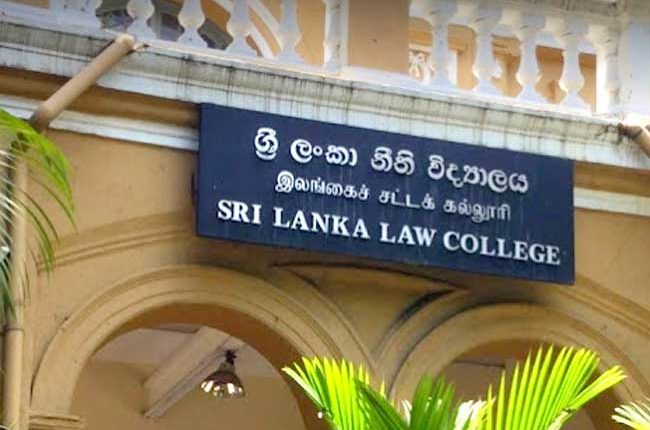 ශ්‍රී ලංකා නීති විද්‍යාලය
இலங்கைச் சட்டக் கல்லூரி
SRI LANKA LAW COLLEGE